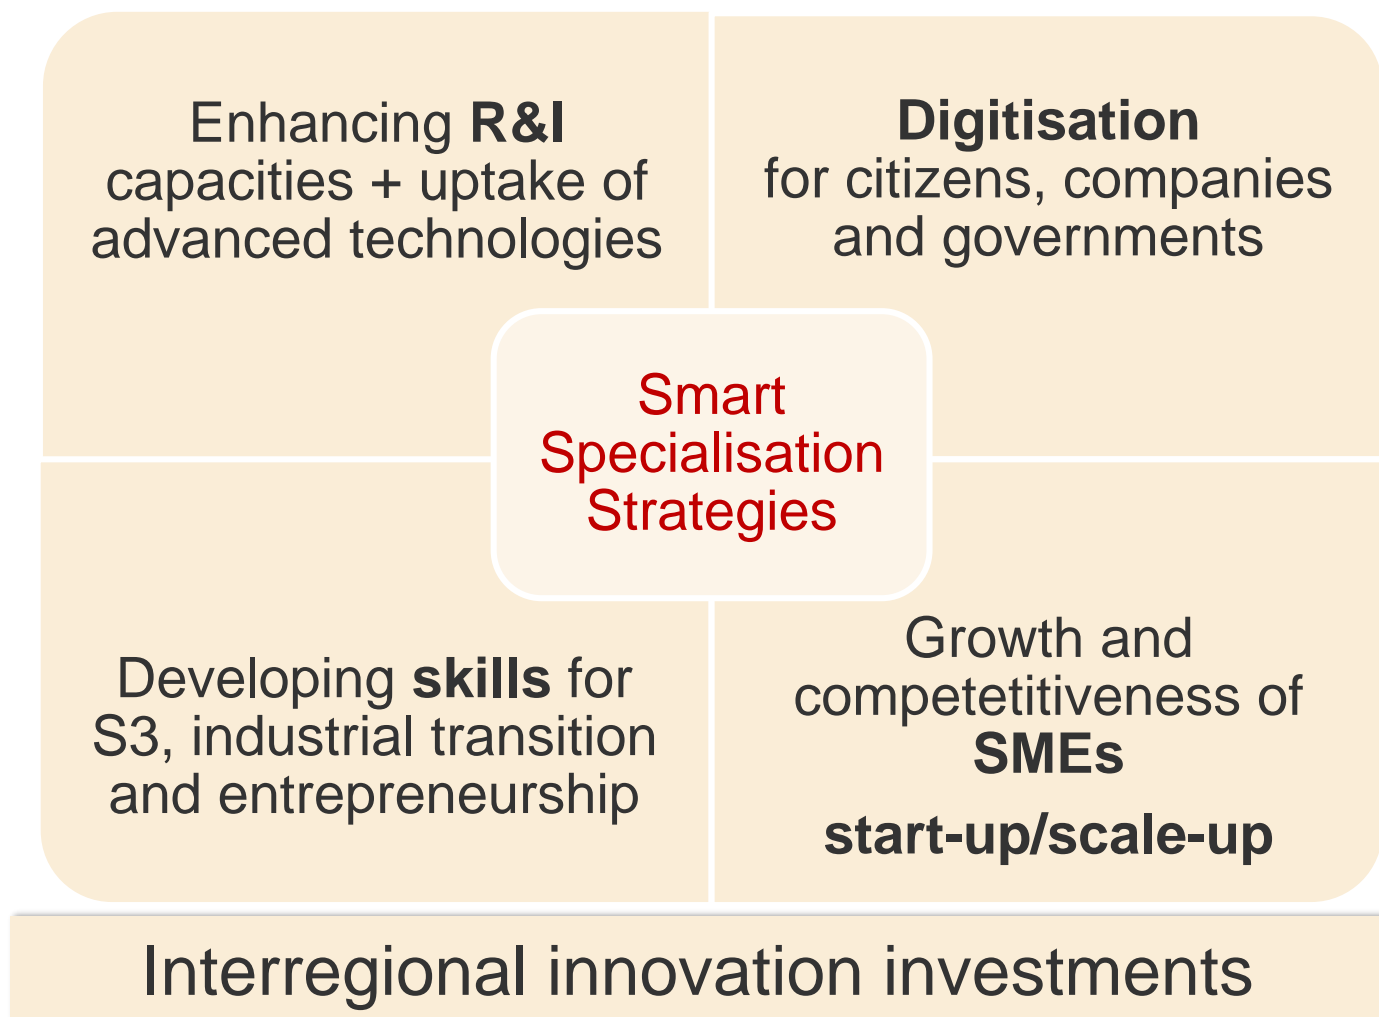 Enhancing R&I
capacities + uptake of
advanced technologies
Digitisation
for citizens, companies
and governments
Smart
Specialisation
Strategies
Developing skills for
S3, industrial transition
and entrepreneurship
Growth and
competetitiveness of
SMEs
start-up/scale-up
Interregional innovation investments